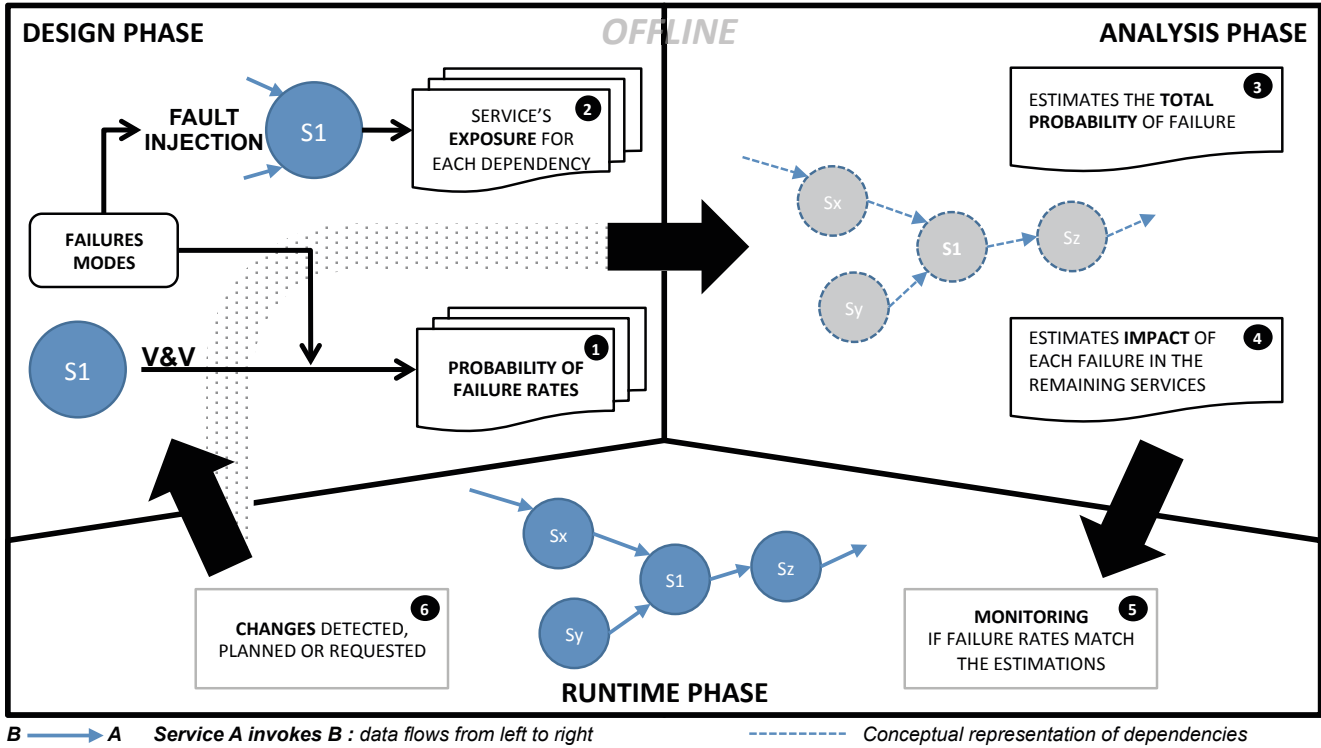 DESIGN PHASE
OFFLINE
ANALYSIS PHASE
FAULT
INJECTION
S1
2
SERVICE'S
EXPOSURE FOR
EACH DEPENDENCY
3
ESTIMATES THE TOTAL
PROBABILITY OF FAILURE
FAILURES
MODES
Sx
S1
Sz
Sy
S1
V&V
1
PROBABILITY OF
FAILURE RATES
4
ESTIMATES IMPACT OF
EACH FAILURE IN THE
REMAINING SERVICES
Sx
S1
Sz
Sy
6
CHANGES DETECTED,
PLANNED OR REQUESTED
5
MONITORING
IF FAILURE RATES MATCH
THE ESTIMATIONS
RUNTIME PHASE
B A Service A invokes B : data flows from left to right
Conceptual representation of dependencies